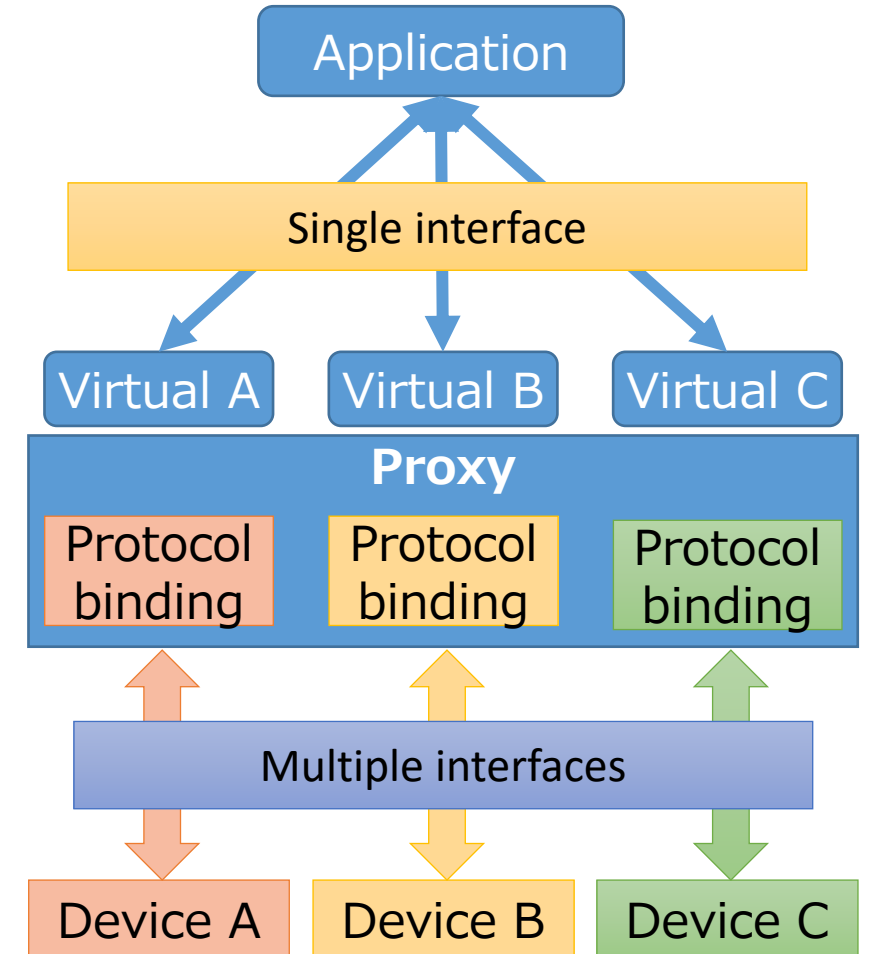 Application
Single interface
Virtual A
Virtual B
Virtual C
Proxy
Protocol
binding
Protocol
binding
Protocol
binding
Multiple interfaces
Device A
Device B
Device C